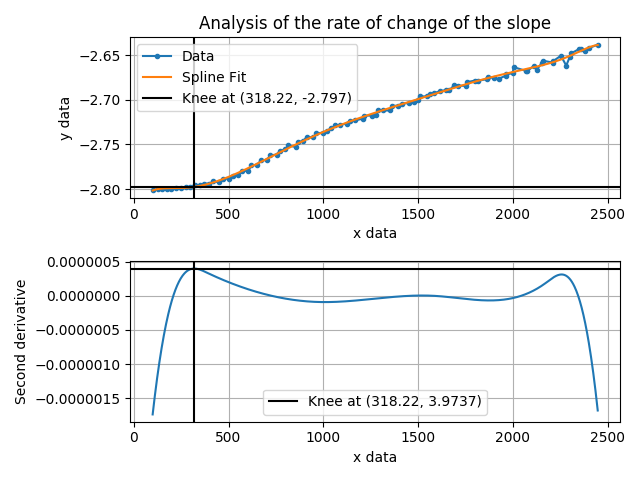 Analysis of the rate of change of the slope
Data
Spline Fit
Knee at (318.22, -2.797)
y data
−2.65
−2.70
−2.75
−2.80
0
500
1000
1500
2000
2500
x data
Second derivative
0.0000005
0.0000000
−0.0000005
−0.0000010
−0.0000015
Knee at (318.22, 3.9737)
0
500
1000
1500
2000
2500
x data